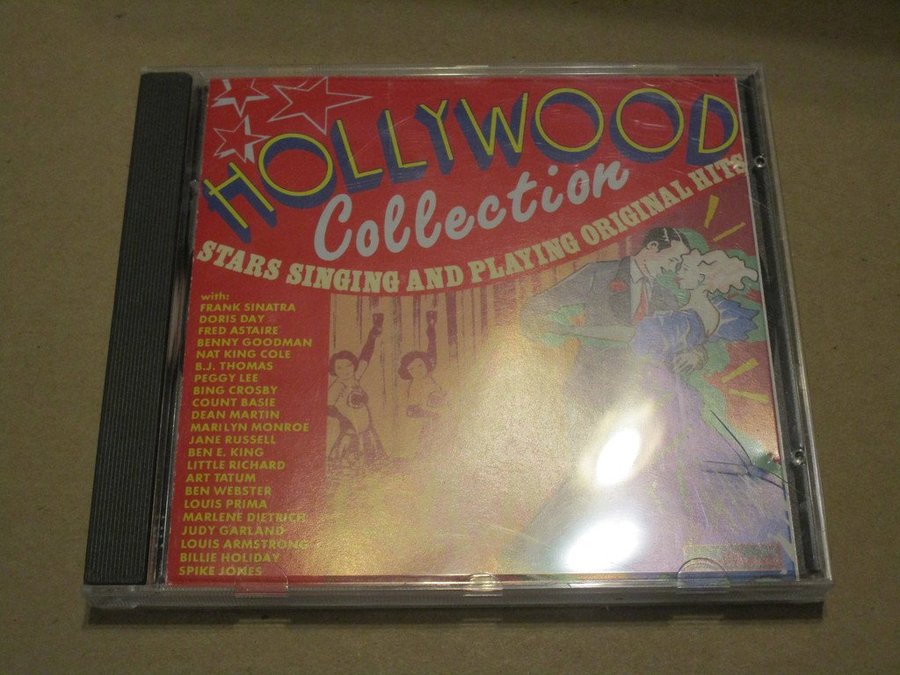 HOLLYWOOD
Collection
STARS SINGING AND PLAYING ORIGINAL HITS
with:
FRANK SINATRA
DORIS DAY
FRED ASTAIRE
BENNY GOODMAN
NAT KING COLE
B.J. THOMAS
PEGGY LEE
BING CROSBY
COUNT BASIE
DEAN MARTIN
MARILYN MONROE
JANE RUSSELL
BEN E. KING
LITTLE RICHARD
ART TATUM
BEN WEBSTER
LOUIS PRIMA
MARLENE DIETRICH
JUDY GARLAND
LOUIS ARMSTRONG
BILLIE HOLIDAY
SPIKE JONES